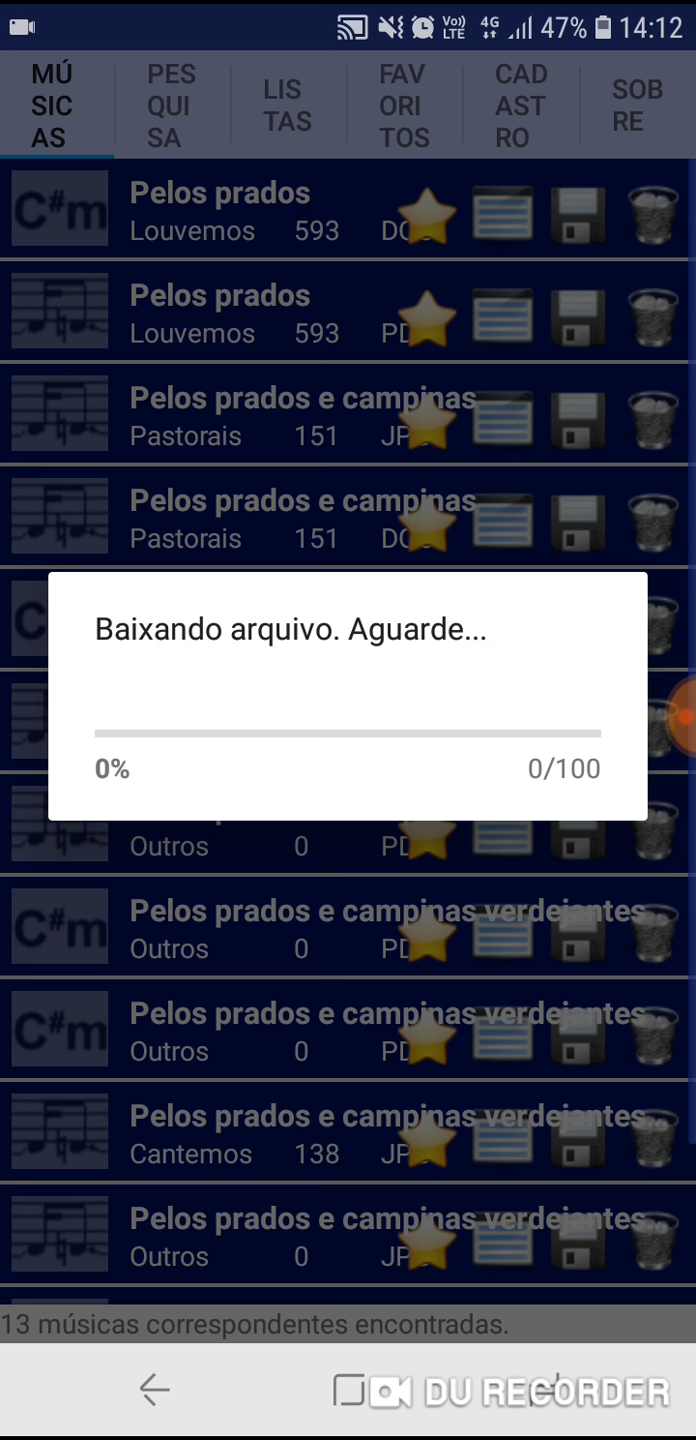 Vo))
LTE
4G
47%
14:12
MÚ
SIC
AS
PES
QUI
SA
LIS
TAS
FAV
ORI
TOS
CAD
AST
RO
SOB
RE
C#m
Pelos prados
Louvemos 593
Pelos prados
Louvemos 593
Pelos prados e campinas
Pastorais 151
Pelos prados e campinas
Pastorais 151
Baixando arquivo. Aguarde...
0%
0/100
Outros 0
C#m
Pelos prados e campinas verdejantes
Outros 0
C#m
Pelos prados e campinas verdejantes
Outros 0
Pelos prados e campinas verdejantes
Cantemos 138
Pelos prados e campinas verdejantes
Outros 0
13 músicas correspondentes encontradas.
DU RECORDER